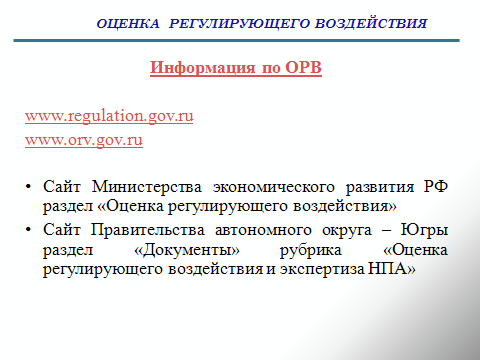 ОЦЕНКА РЕГУЛИРУЮЩЕГО ВОЗДЕЙСТВИЯ
Информация по ОРВ
www.regulation.gov.ru
www.orv.gov.ru
• Сайт Министерства экономического развития РФ
раздел «Оценка регулирующего воздействия»
• Сайт Правительства автономного округа – Югры
раздел «Документы» рубрика «Оценка
регулирующего воздействия и экспертиза НПА»